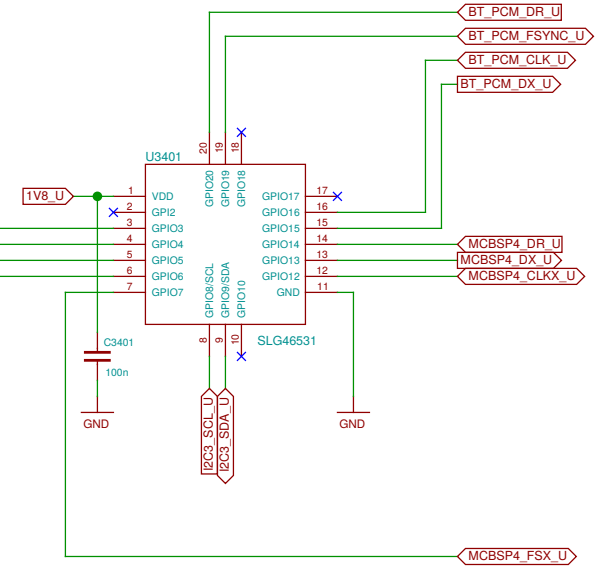 BT_PCM_DR_U
BT_PCM_FSYNC_U
BT_PCM_CLK_U
BT_PCM_DX_U
U3401
20
19
18
GPIO20
GPIO19
GPIO18
1V8_U
1 VDD
2 GPI2
3 GPIO3
4 GPIO4
5 GPIO5
6 GPIO6
7 GPIO7
GPIO17 17
GPIO16 16
GPIO15 15
GPIO14 14
GPIO13 13
GPIO12 12
GND 11
MCBSP4_DR_U
MCBSP4_DX_U
MCBSP4_CLKX_U
GPIO8/SCL
GPIO9/SDA
GPIO10
8
9
10
SLG46531
C3401
100n
GND
I2C3_SCL_U
I2C3_SDA_U
GND
MCBSP4_FSX_U